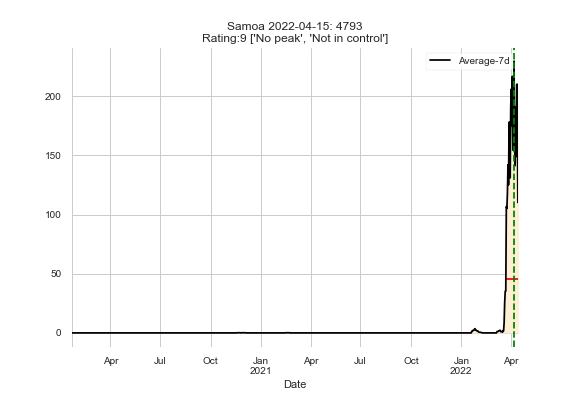 Samoa 2022-04-15: 4793
Rating:9 ['No peak', 'Not in control']
Average-7d
200
150
100
50
0
Apr Jul Oct Jan Apr Jul Oct Jan Apr
2021 2022
Date